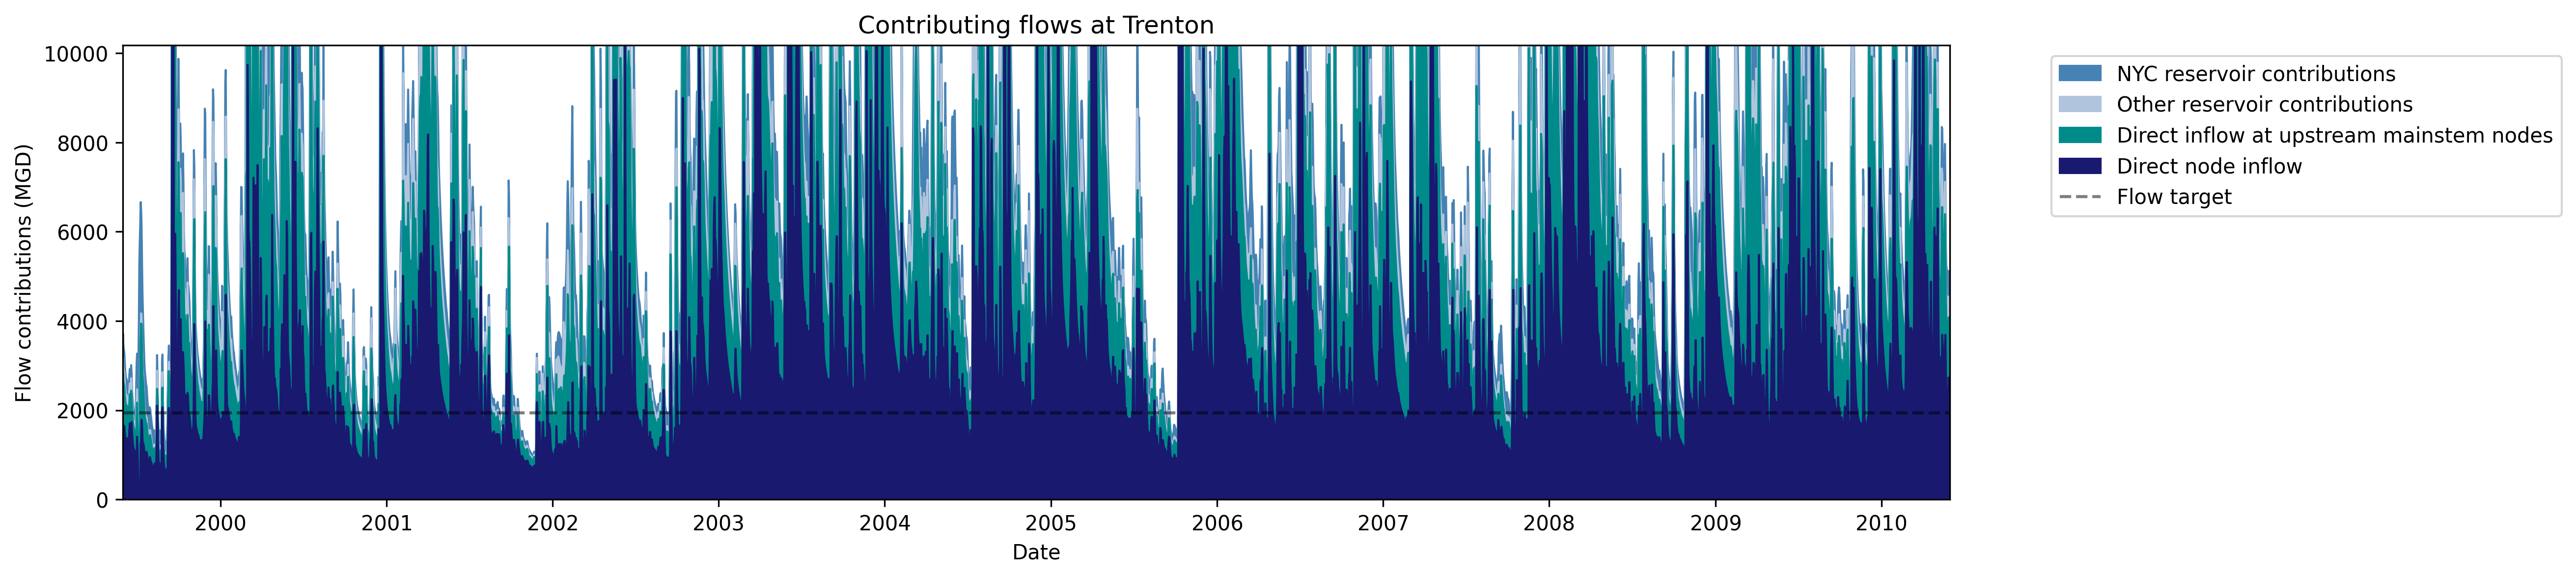 Contributing flows at Trenton
Flow contributions (MGD)
10000
8000
6000
4000
2000
0
2000
2001
2002
2003
2004
2005
2006
2007
2008
2009
2010
Date
NYC reservoir contributions
Other reservoir contributions
Direct inflow at upstream mainstem nodes
Direct node inflow
Flow target